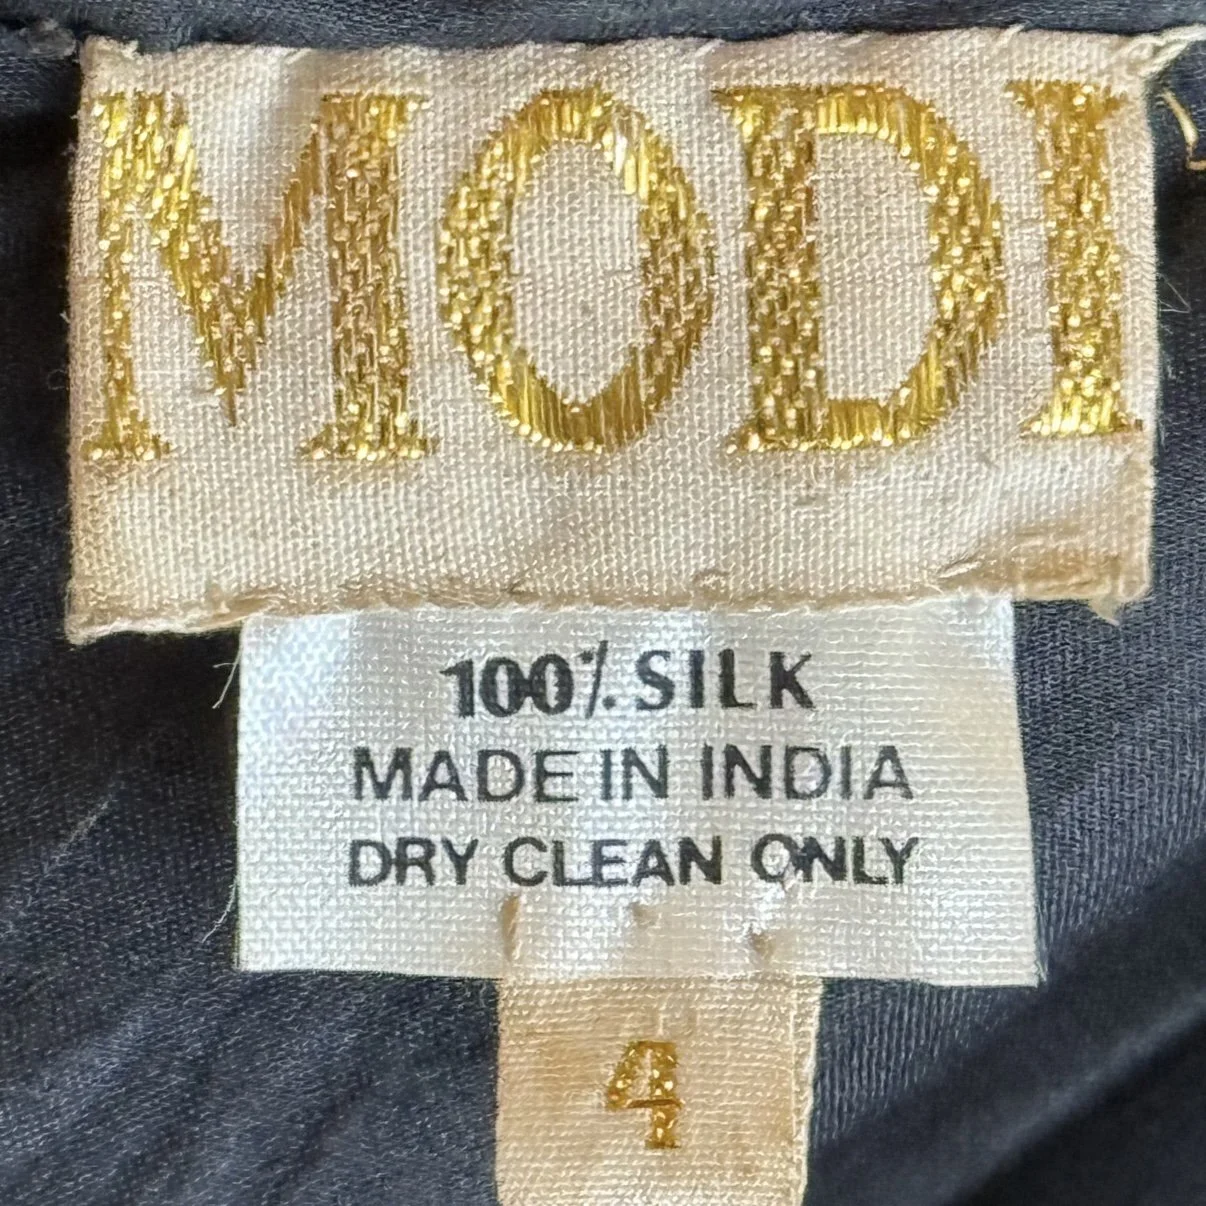 MODI
100% SILK
MADE IN INDIA
DRY CLEAN ONLY
4